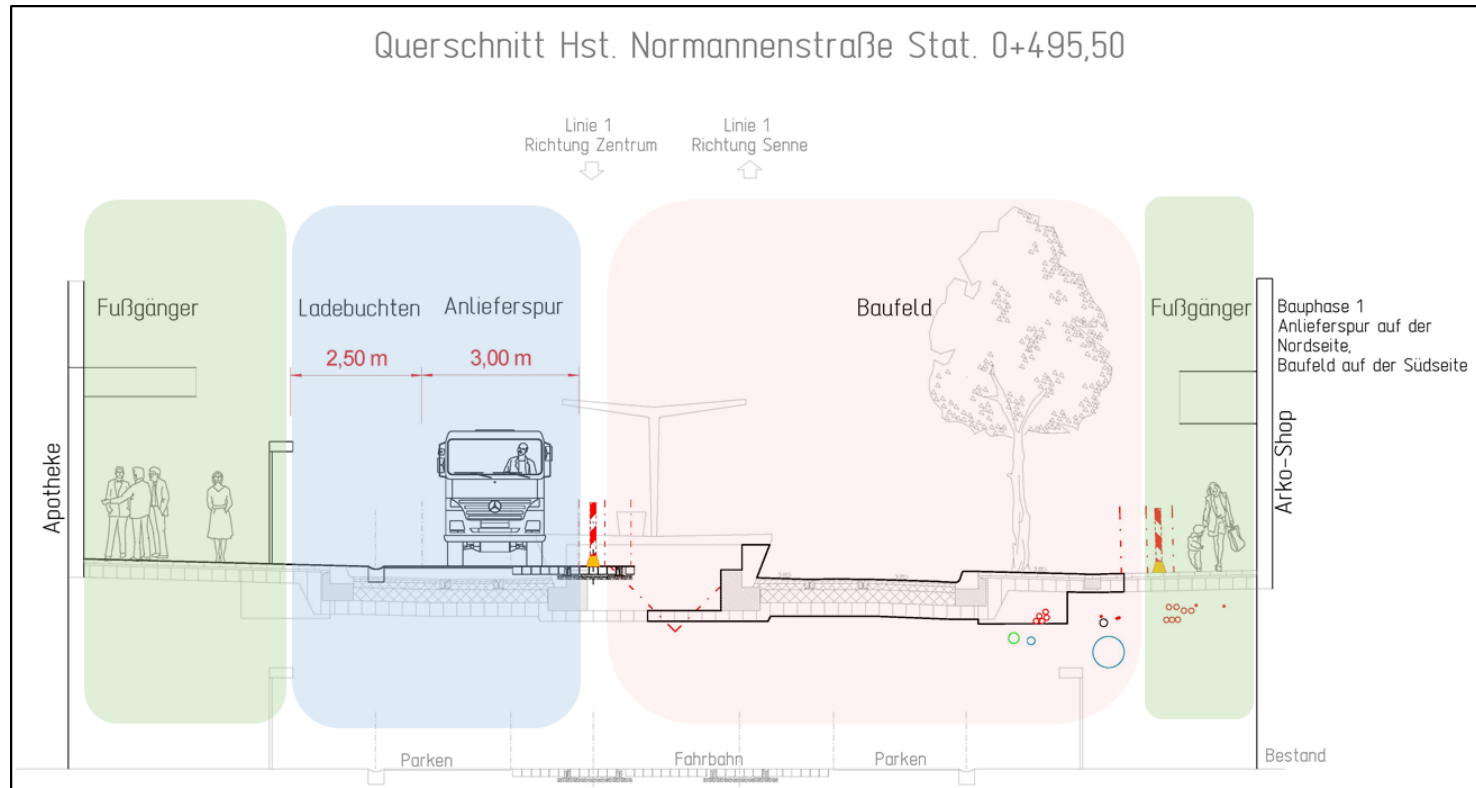 Querschnitt Hst. Normannenstraße Stat. 0+495,50
Linie 1
Richtung Zentrum
Linie 1
Richtung Senne
Fußgänger
Ladebuchten
Anlieferspur
Baufeld
Fußgänger
Bauphase 1
Anlieferspur auf der
Nordseite,
Baufeld auf der Südseite
2,50 m
3,00 m
Apotheke
Arko-Shop
Parken
Fahrbahn
Parken
Bestand